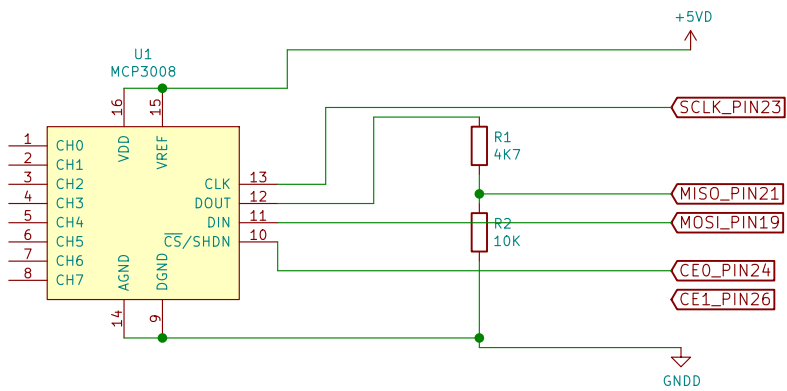 +5VD
U1
MCP3008
16
15
SCLK_PIN23
VDD
VREF
R1
4K7
1 CH0
2 CH1
3 CH2 CLK 13
4 CH3 DOUT 12
MISO_PIN21
5 CH4 DIN 11
R2
MOSI_PIN19
6 CH5 CS/SHDN 10
10K
7 CH6
8 CH7
AGND
DGND
CE0_PIN24
CE1_PIN26
14
9
GNDD